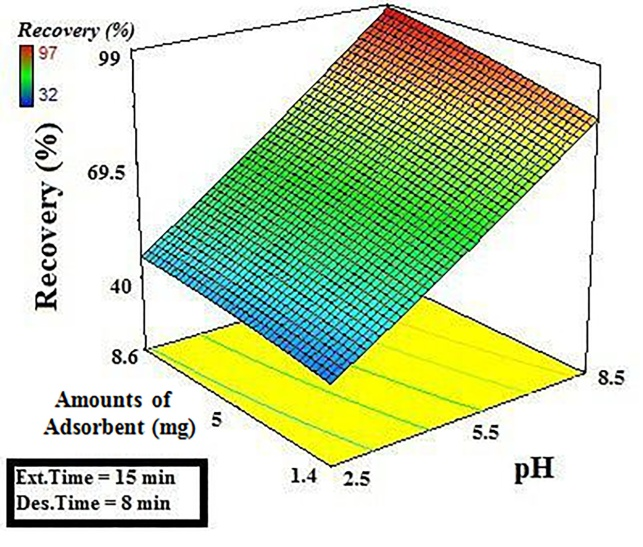 Recovery (%)
97
32
99
69.5
40
Recovery (%)
8.6
5
1.4
Amounts of
Adsorbent (mg)
2.5
5.5
8.5
pH
Ext.Time = 15 min
Des.Time = 8 min